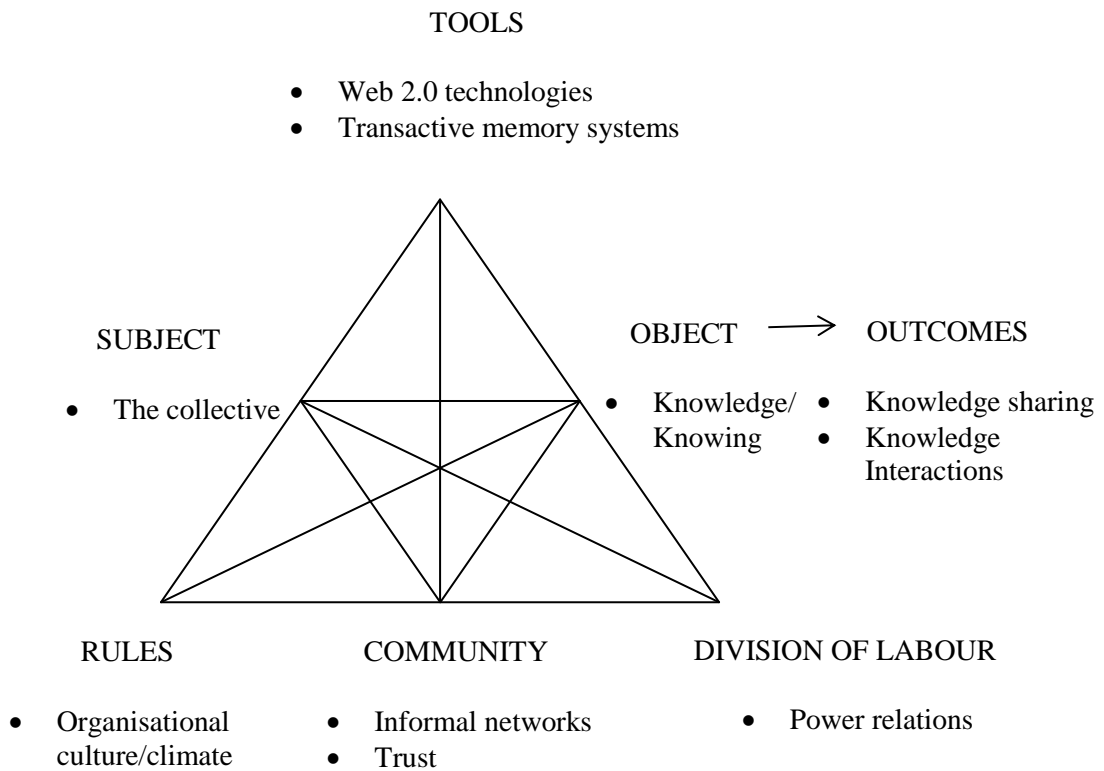 TOOLS
• Web 2.0 technologies
• Transactive memory systems
SUBJECT
• The collective
OBJECT → OUTCOMES
• Knowledge/
Knowing
• Knowledge sharing
• Knowledge
Interactions
RULES
• Organisational
culture/climate
COMMUNITY
• Informal networks
• Trust
DIVISION OF LABOUR
• Power relations